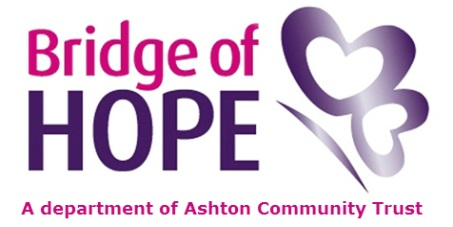 Bridge of
HOPE
A department of Ashton Community Trust